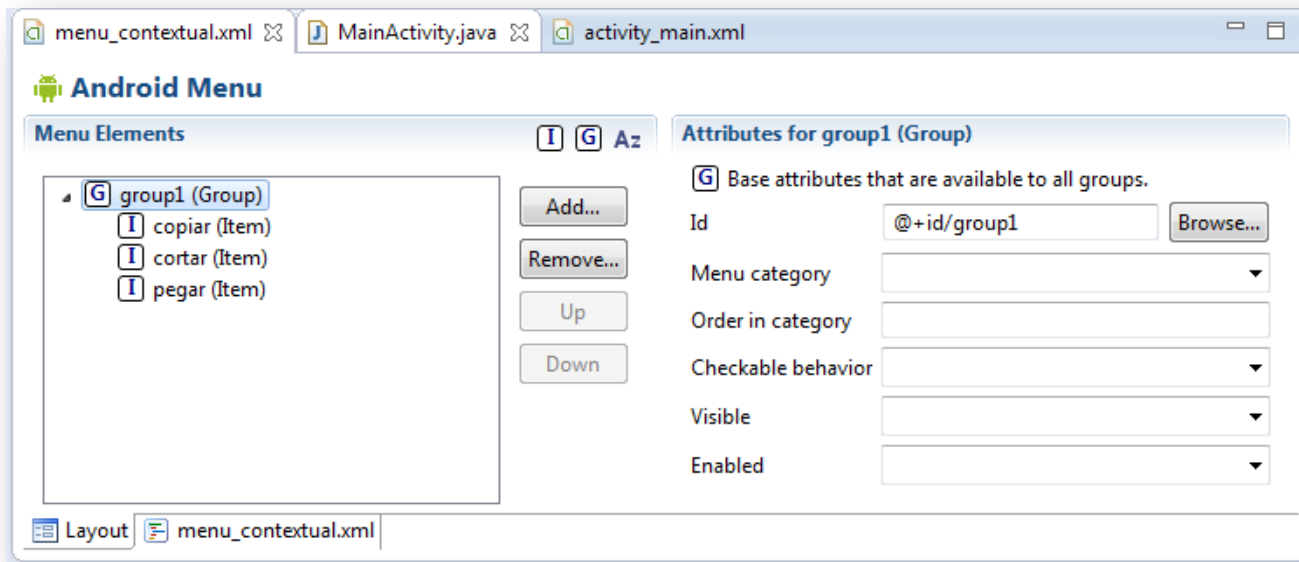 menu_contextual.xml MainActivity.java activity_main.xml
Android Menu
Menu Elements I G Az
G group1 (Group)
I copiar (Item)
I cortar (Item)
I pegar (Item)
Add...
Remove...
Up
Down
Attributes for group1 (Group)
G Base attributes that are available to all groups.
Id @+id/group1 Browse...
Menu category
Order in category
Checkable behavior
Visible
Enabled
Layout menu_contextual.xml